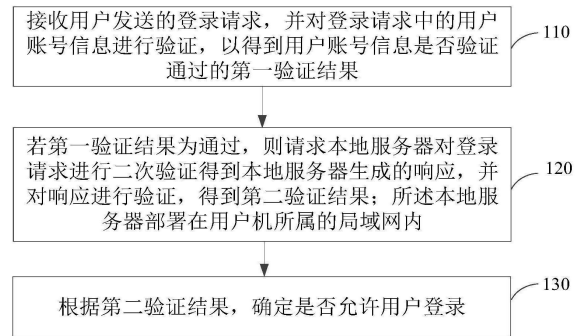 接收用户发送的登录请求，并对登录请求中的用户
账号信息进行验证，以得到用户账号信息是否验证
通过的第一验证结果
110
若第一验证结果为通过，则请求本地服务器对登录
请求进行二次验证得到本地服务器生成的响应，并
对响应进行验证，得到第二验证结果；所述本地服
务器部署在用户机所属的局域网内
120
根据第二验证结果，确定是否允许用户登录
130